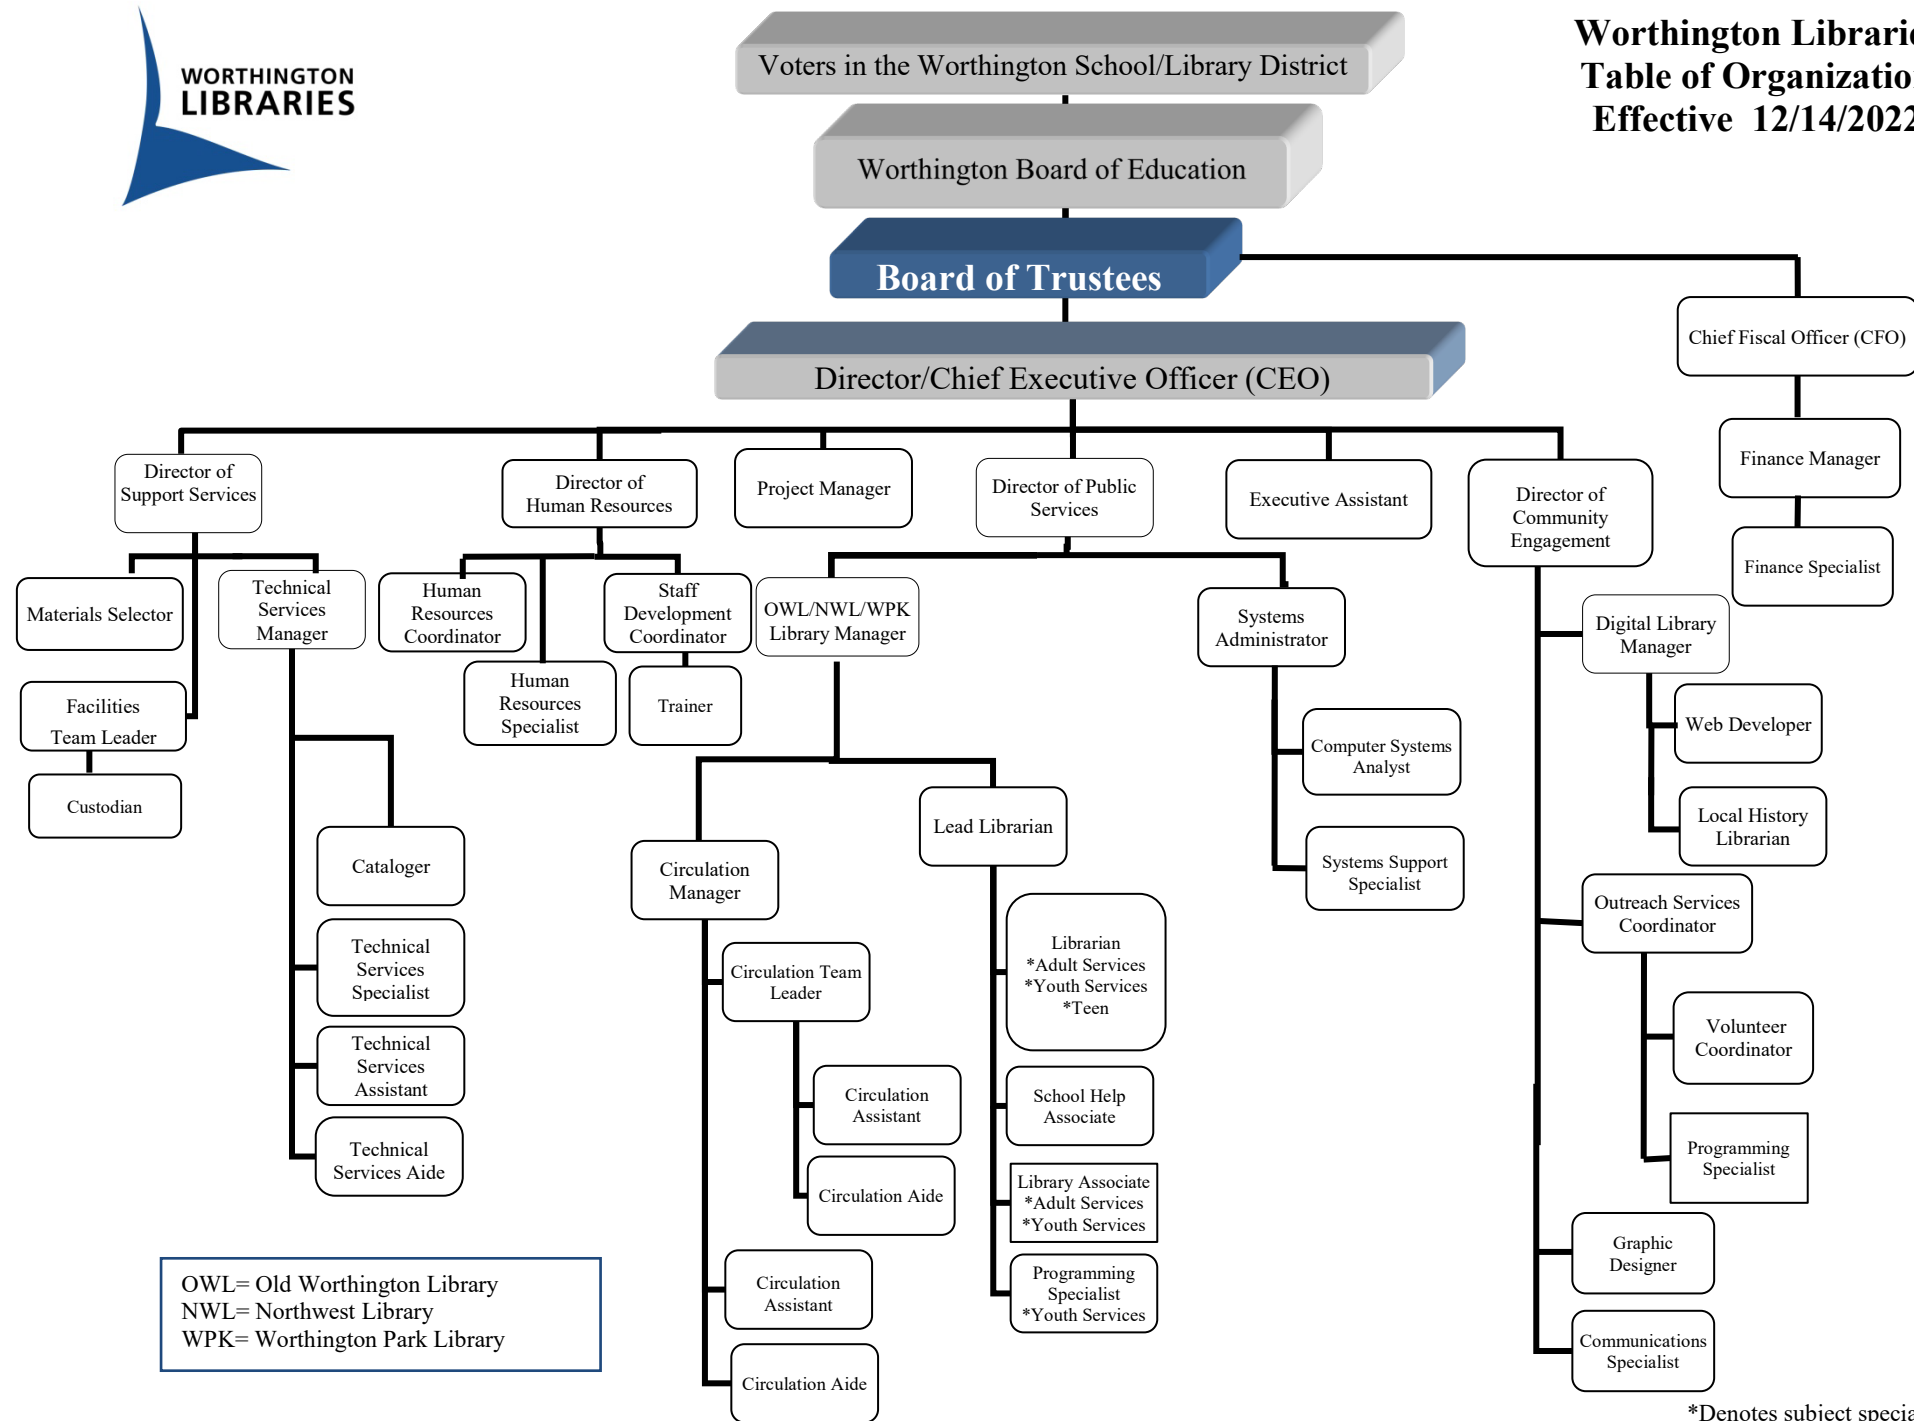 WORTHINGTON
LIBRARIES
Voters in the Worthington School/Library District
Worthington Board of Education
Board of Trustees
Director/Chief Executive Officer (CEO)
Worthington Librarie
Table of Organization
Effective 12/14/2022
Chief Fiscal Officer (CFO)
Finance Manager
Finance Specialist
Director of
Support Services
Director of
Human Resources
Project Manager
Director of Public
Services
Executive Assistant
Director of
Community
Engagement
Materials Selector
Technical
Services
Manager
Facilities
Team Leader
Custodian
Cataloger
Technical
Services
Specialist
Technical
Services
Assistant
Technical
Services Aide
Human
Resources
Coordinator
Human
Resources
Specialist
Staff
Development
Coordinator
Trainer
OWL/NWL/WPK
Library Manager
Circulation
Manager
Circulation Team
Leader
Circulation
Assistant
Circulation Aide
Circulation
Assistant
Circulation Aide
Lead Librarian
Librarian
*Adult Services
*Youth Services
*Teen
School Help
Associate
Library Associate
*Adult Services
*Youth Services
Programming
Specialist
*Youth Services
Systems
Administrator
Computer Systems
Analyst
Systems Support
Specialist
Digital Library
Manager
Web Developer
Local History
Librarian
Outreach Services
Coordinator
Volunteer
Coordinator
Programming
Specialist
Graphic
Designer
Communications
Specialist
OWL= Old Worthington Library
NWL= Northwest Library
WPK= Worthington Park Library
*Denotes subject specia